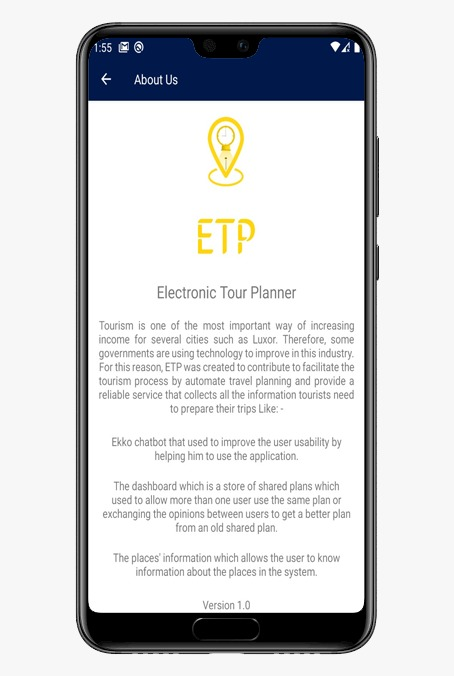 1:55
About Us
ETP
Electronic Tour Planner
Tourism is one of the most important way of increasing
income for several cities such as Luxor. Therefore, some
governments are using technology to improve in this industry.
For this reason, ETP was created to contribute to facilitate the
tourism process by automate travel planning and provide a
reliable service that collects all the information tourists need
to prepare their trips Like: -
Ekko chatbot that used to improve the user usability by
helping him to use the application.
The dashboard which is a store of shared plans which
used to allow more than one user use the same plan or
exchanging the opinions between users to get a better plan
from an old shared plan.
The places' information which allows the user to know
information about the places in the system.
Version 1.0